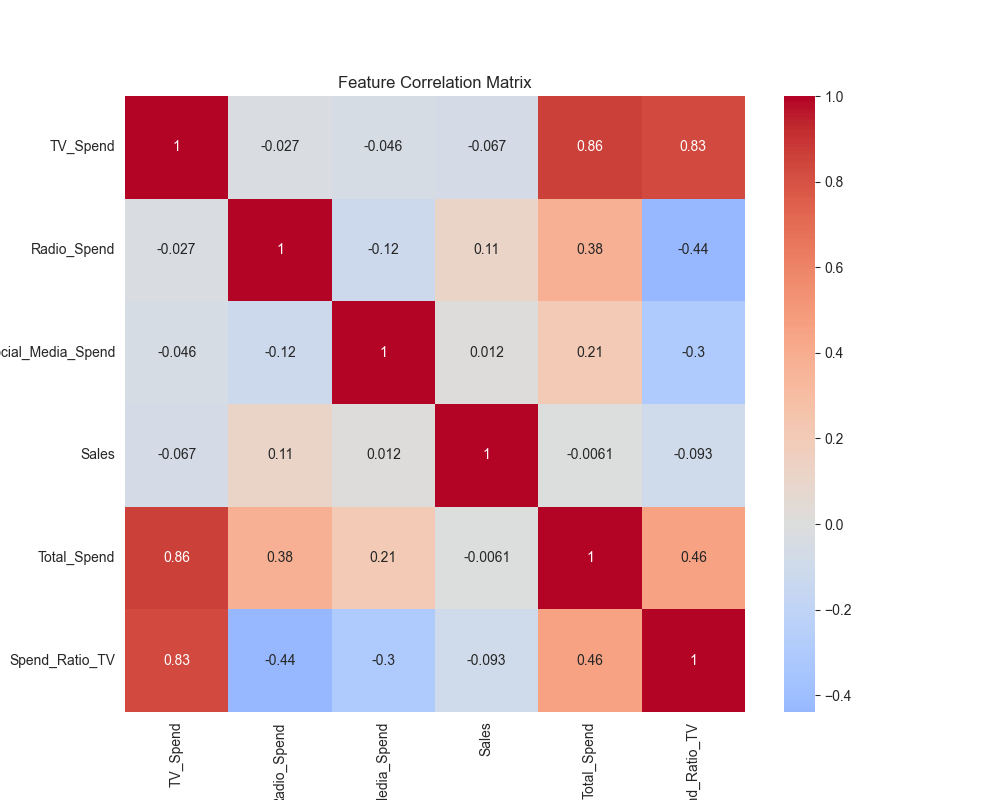 Feature Correlation Matrix
TV_Spend 1 -0.027 -0.046 -0.067 0.86 0.83
Radio_Spend -0.027 1 -0.12 0.11 0.38 -0.44
cial_Media_Spend -0.046 -0.12 1 0.012 0.21 -0.3
Sales -0.067 0.11 0.012 1 -0.0061 -0.093
Total_Spend 0.86 0.38 0.21 -0.0061 1 0.46
Spend_Ratio_TV 0.83 -0.44 -0.3 -0.093 0.46 1
TV_Spend
Radio_Spend
Media_Spend
Sales
Total_Spend
nd_Ratio_TV
1.0
0.8
0.6
0.4
0.2
0.0
−0.2
−0.4